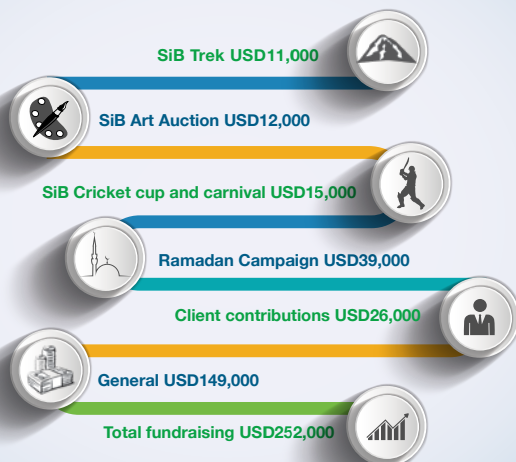 SiB Trek USD11,000
SiB Art Auction USD12,000
SiB Cricket cup and carnival USD15,000
Ramadan Campaign USD39,000
Client contributions USD26,000
General USD149,000
Total fundraising USD252,000